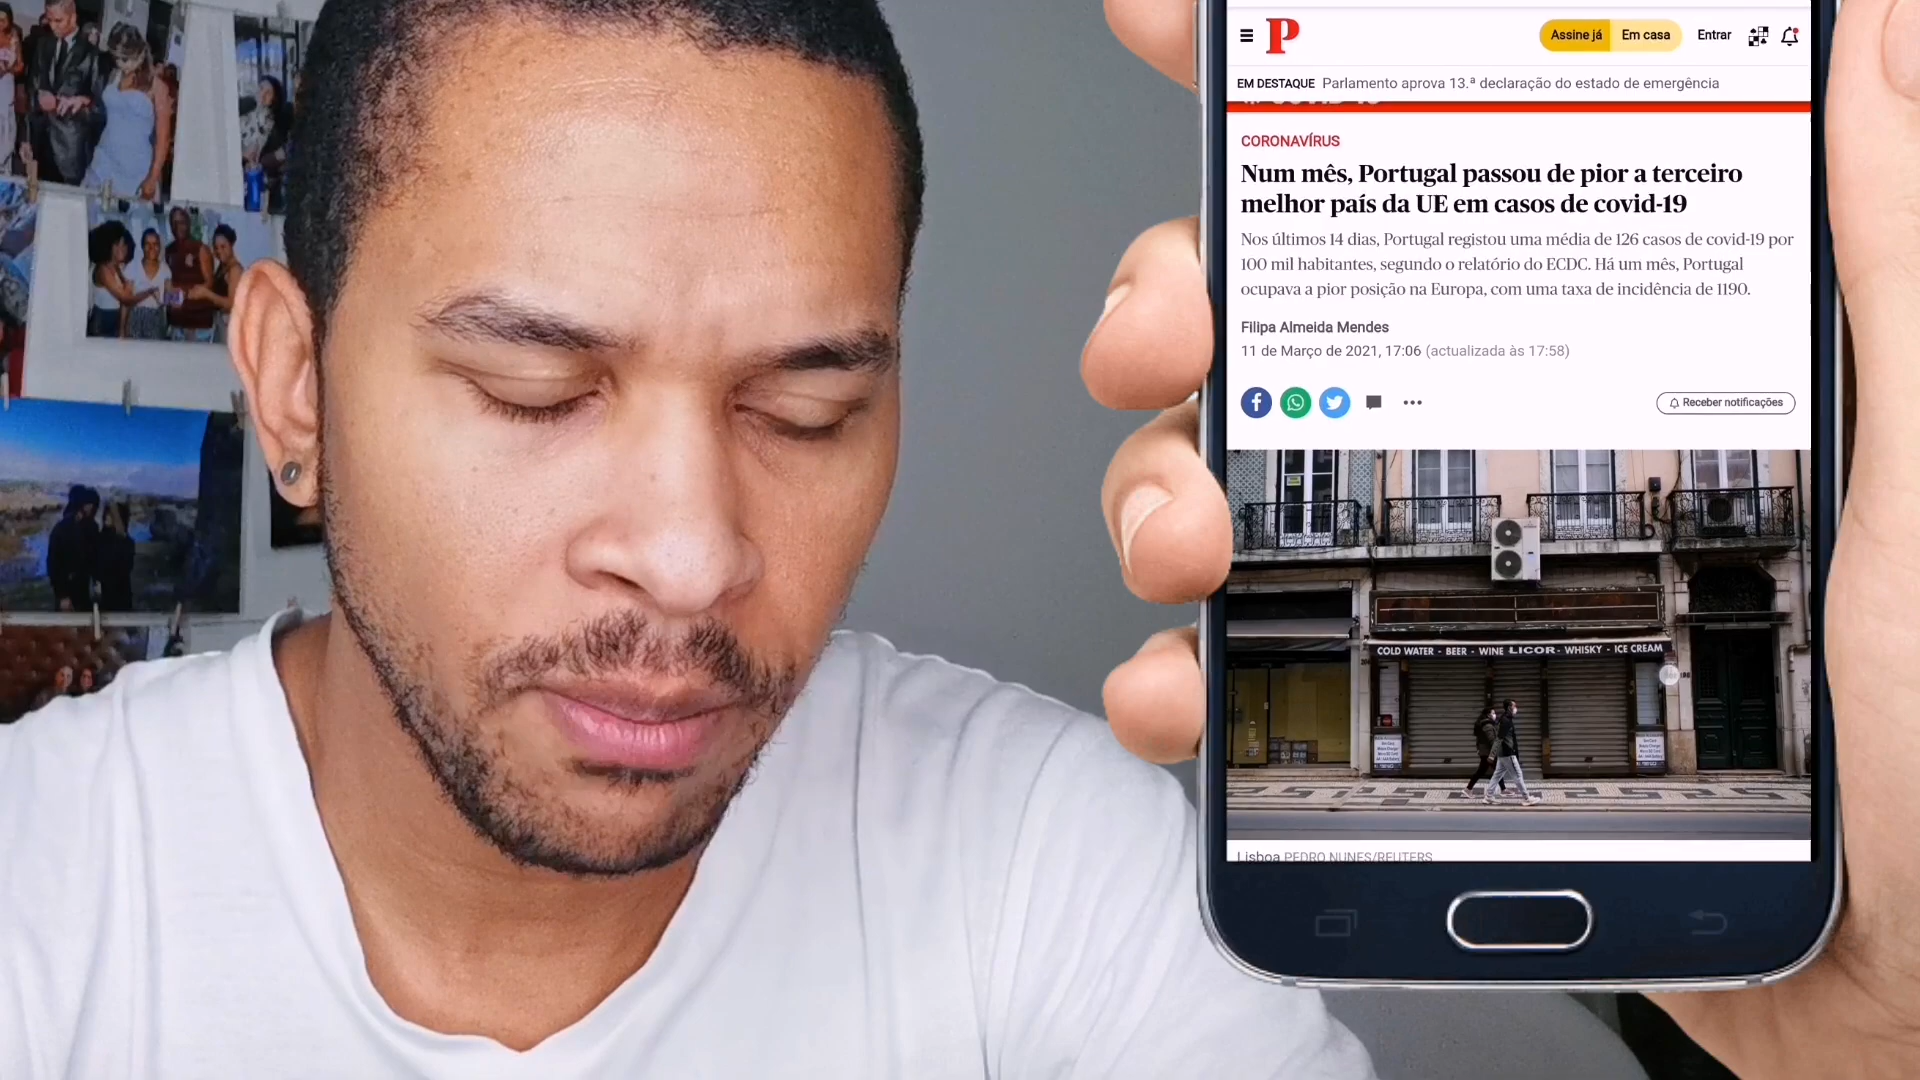 P
Assine já Em casa Entrar
EM DESTAQUE Parlamento aprova 13.ª declaração do estado de emergência
CORONAVÍRUS
Num mês, Portugal passou de pior a terceiro
melhor país da UE em casos de covid-19
Nos últimos 14 dias, Portugal registou uma média de 126 casos de covid-19 por
100 mil habitantes, segundo o relatório do ECDC. Há um mês, Portugal
ocupava a pior posição na Europa, com uma taxa de incidência de 1190.
Filipa Almeida Mendes
11 de Março de 2021, 17:06 (actualizada às 17:58)
Receber notificações
COLD WATER - BEER - WINE LICOR - WHISKY - ICE CREAM
Lisboa PEDRO NUNES/REUTERS